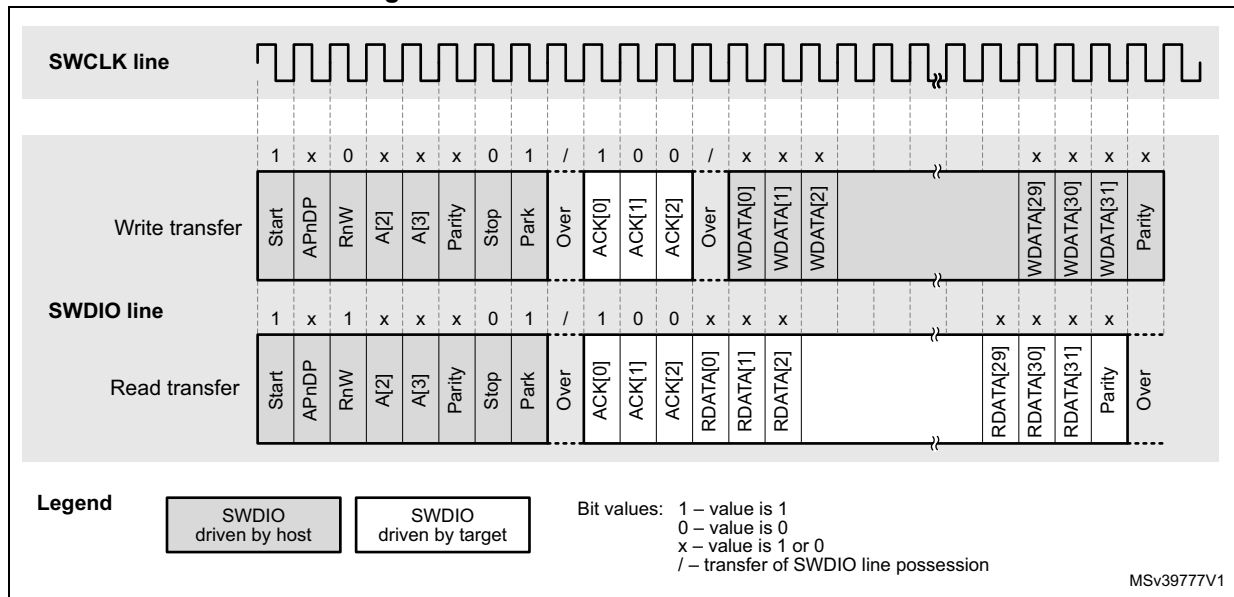 SWCLK line
1 x 0 x x x 0 1 / 1 0 0 / x x x x x x x
Write transfer
Start APnDP RnW A[2] A[3] Parity Stop Park Over ACK[0] ACK[1] ACK[2] Over WDATA[0] WDATA[1] WDATA[2] WDATA[29] WDATA[30] WDATA[31] Parity
SWDIO line
1 x 1 x x x 0 1 / 1 0 0 x x x x x x x
Read transfer
Start APnDP RnW A[2] A[3] Parity Stop Park Over ACK[0] ACK[1] ACK[2] RDATA[0] RDATA[1] RDATA[2] RDATA[29] RDATA[30] RDATA[31] Parity Over
Legend
SWDIO
driven by host
SWDIO
driven by target
Bit values: 1 – value is 1
0 – value is 0
x – value is 1 or 0
/ – transfer of SWDIO line possession
MSv39777V1